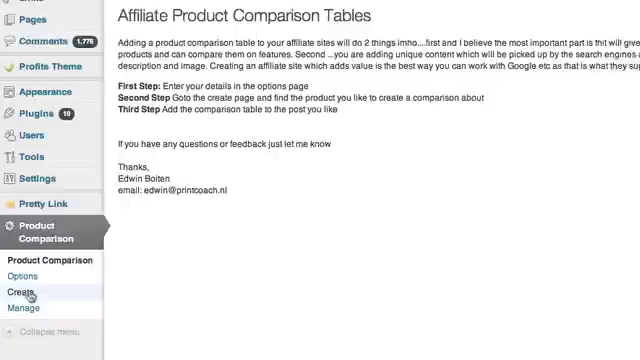 Pages
Comments 1,776
Profits Theme
Appearance
Plugins 10
Users
Tools
Settings
Pretty Link
Product
Comparison
Product Comparison
Options
Create
Manage
Collapse menu
Affiliate Product Comparison Tables
Adding a product comparison table to your affiliate sites will do 2 things imho....first and I believe the most important part is thit will give
products and can compare them on features. Second ...you are adding unique content which will be picked up by the search engines
description and image. Creating an affiliate site which adds value is the best way you can work with Google etc as that is what they
First Step: Enter your details in the options page
Second Step Goto the create page and find the product you like to create a comparison about
Third Step Add the comparison table to the post you like
If you have any questions or feedback just let me know
Thanks,
Edwin Boiten
email: edwin@printcoach.nl